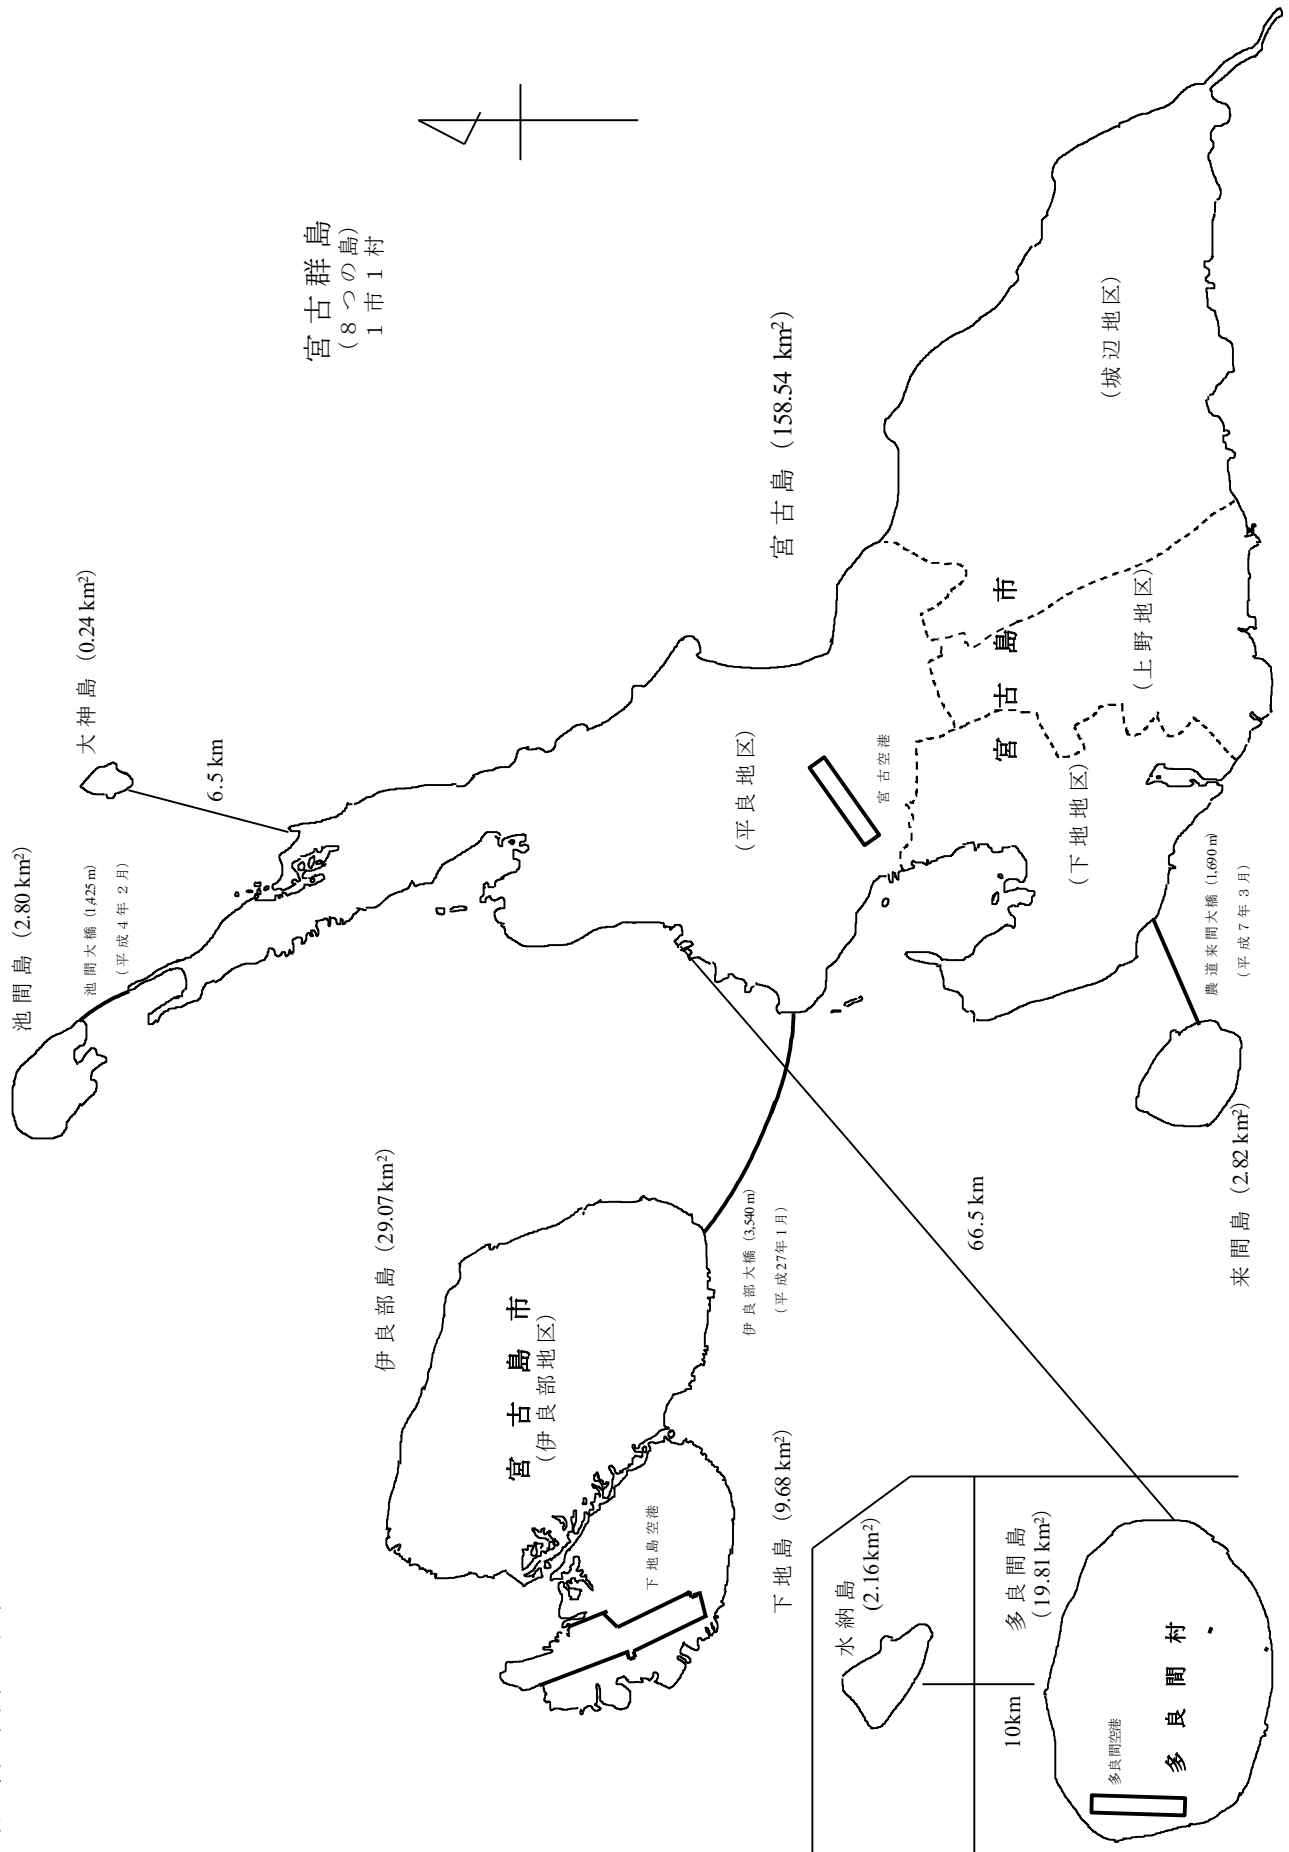 宮古群島
（8つの島）
1市1村
池間島（2.80 km²）
池間大橋（1,425 m）
（平成4年2月）
大神島（0.24 km²）
6.5 km
宮古島（158.54 km²）
（平良地区）
宮古空港
宮古島市
（城辺地区）
（上野地区）
（下地地区）
農道来間大橋（1,690 m）
（平成7年3月）
来間島（2.82 km²）
伊良部島（29.07 km²）
宮古島市
（伊良部地区）
伊良部大橋（3,540 m）
（平成27年1月）
下地島空港
下地島（9.68 km²）
66.5 km
水納島
(2.16 km²)
多良間島
（19.81 km²）
10km
多良間空港
多良間村